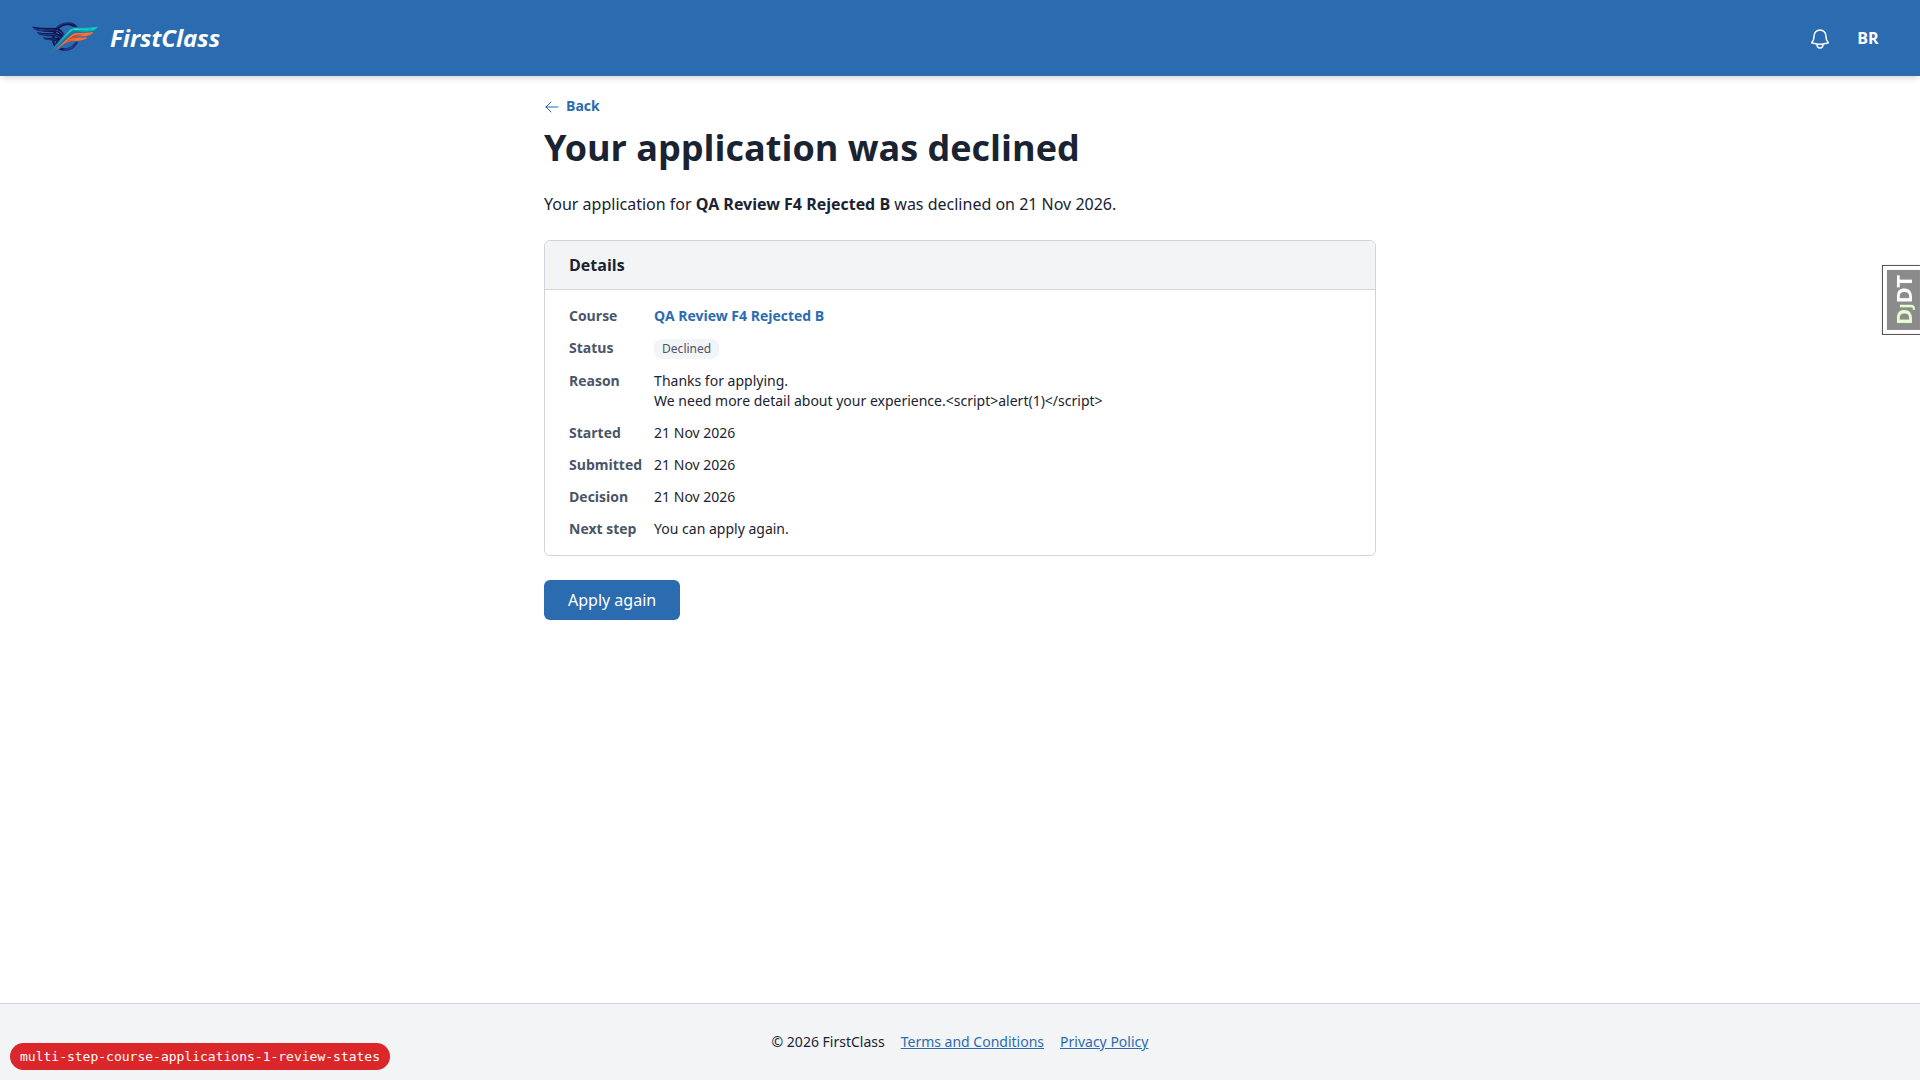 FirstClass
BR
Back
Your application was declined
Your application for QA Review F4 Rejected B was declined on 21 Nov 2026.
Details
Course QA Review F4 Rejected B
Status Declined
Reason Thanks for applying.
We need more detail about your experience.<script>alert(1)</script>
Started 21 Nov 2026
Submitted 21 Nov 2026
Decision 21 Nov 2026
Next step You can apply again.
Apply again
DjDT
© 2026 FirstClass Terms and Conditions Privacy Policy
multi-step-course-applications-1-review-states